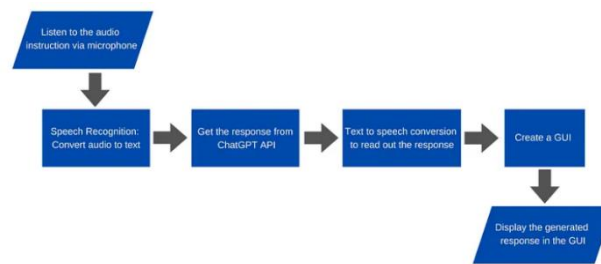 Listen to the audio
instruction via microphone
Speech Recognition:
Convert audio to text
Get the response from
ChatGPT API
Text to speech conversion
to read out the response
Create a GUI
Display the generated
response in the GUI